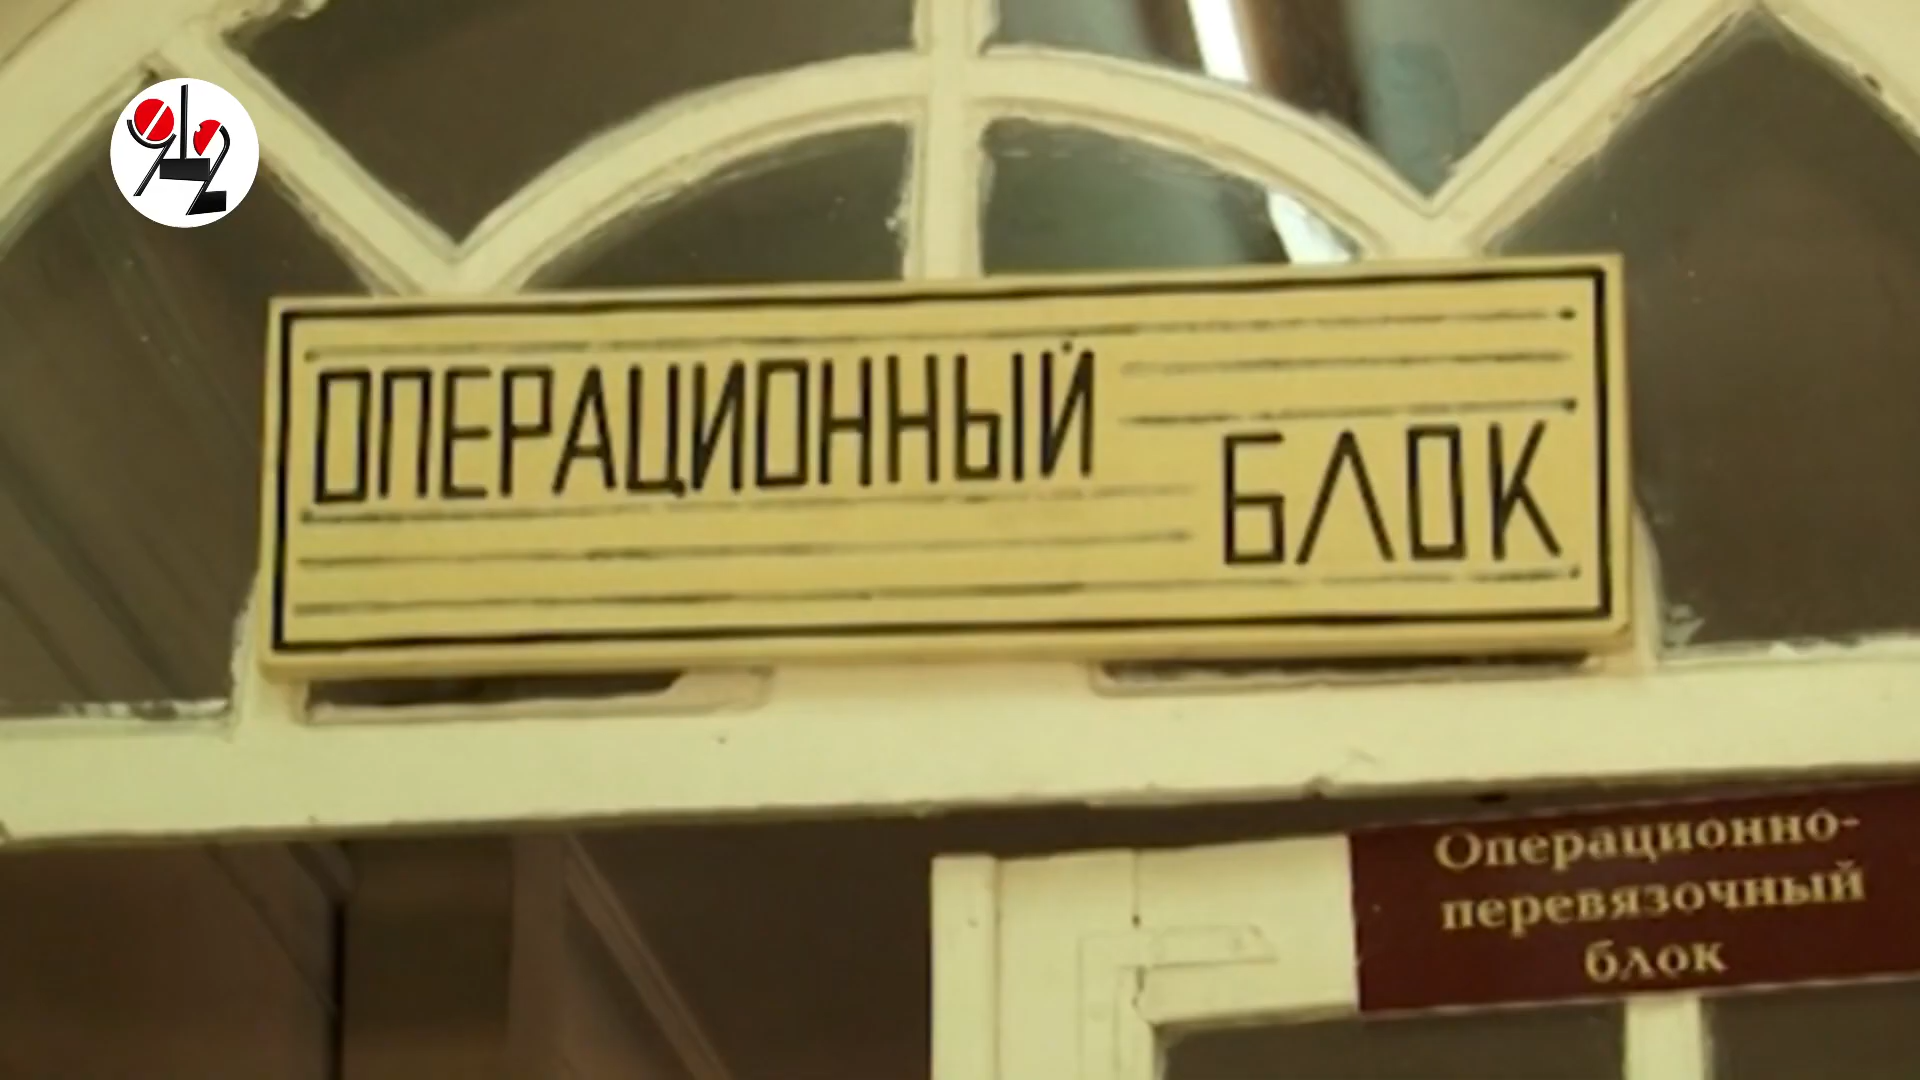 ОПЕРАЦИОННЫЙ
БЛОК
Операционно-
перевязочный
блок